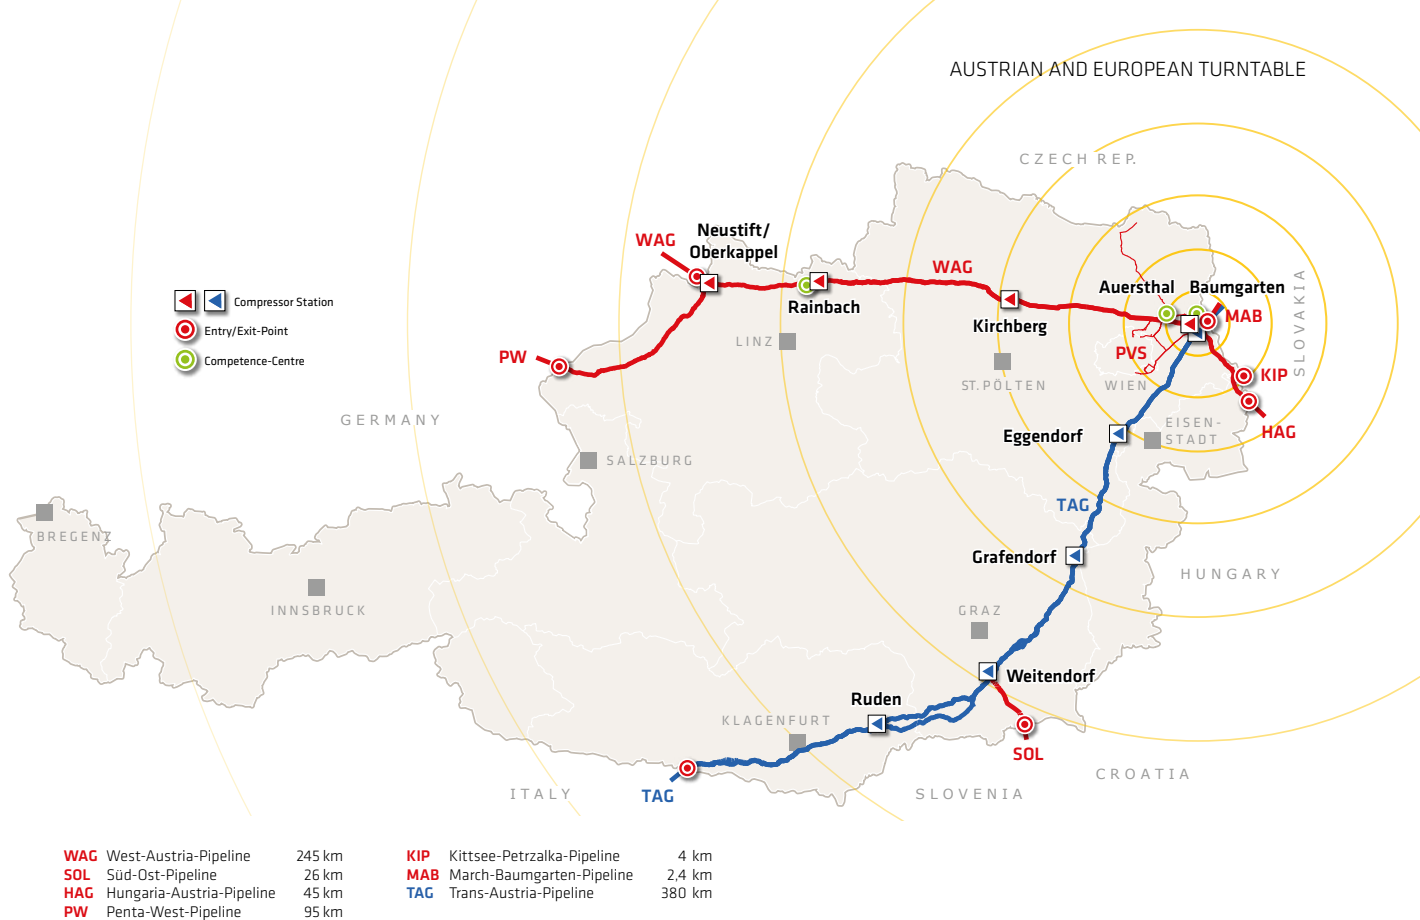 AUSTRIAN AND EUROPEAN TURNTABLE
CZECH REP.
Neustift/
Oberkappel
WAG
WAG
Rainbach
Kirchberg
Auersthal
Baumgarten
MAB
SLOVAKIA
Compressor Station
Entry/Exit-Point
Competence-Centre
LINZ
PW
PVS
KIP
ST.PÖLTEN
WIEN
HAG
GERMANY
EISEN-
STADT
Eggendorf
SALZBURG
TAG
BREGENZ
Grafendorf
HUNGARY
INNSBRUCK
GRAZ
Weitendorf
Ruden
KLAGENFURT
SOL
CROATIA
ITALY
TAG
SLOVENIA
WAG West-Austria-Pipeline 245 km
SOL Süd-Ost-Pipeline 26 km
HAG Hungaria-Austria-Pipeline 45 km
PW Penta-West-Pipeline 95 km
KIP Kittsee-Petrzalka-Pipeline 4 km
MAB March-Baumgarten-Pipeline 2,4 km
TAG Trans-Austria-Pipeline 380 km